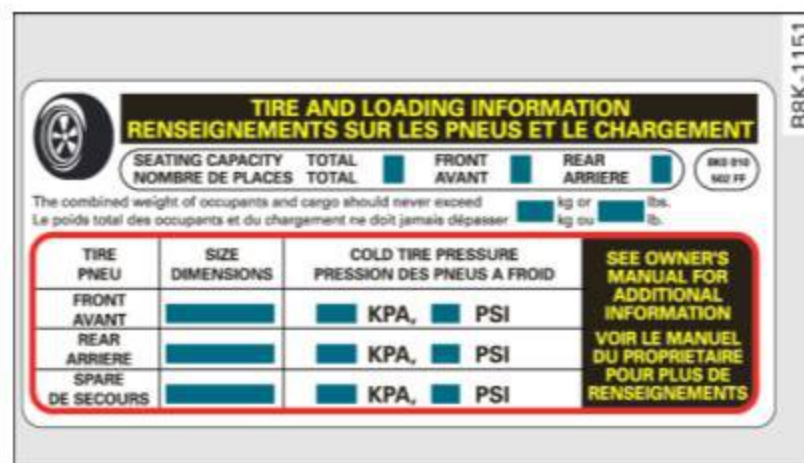 B8K-1151
TIRE AND LOADING INFORMATION
RENSEIGNEMENTS SUR LES PNEUS ET LE CHARGEMENT
SEATING CAPACITY TOTAL FRONT REAR
NOMBRE DE PLACES TOTAL AVANT ARRIERE
8K0 010
502 FF
The combined weight of occupants and cargo should never exceed kg or lbs.
Le poids total des occupants et du chargement ne doit jamais dépasser kg ou lb.
TIRE SIZE COLD TIRE PRESSURE
PNEU DIMENSIONS PRESSION DES PNEUS A FROID
FRONT
AVANT KPA, PSI
REAR
ARRIERE KPA, PSI
SPARE
DE SECOURS KPA, PSI
SEE OWNER'S
MANUAL FOR
ADDITIONAL
INFORMATION
VOIR LE MANUEL
DU PROPRIETAIRE
POUR PLUS DE
RENSEIGNEMENTS